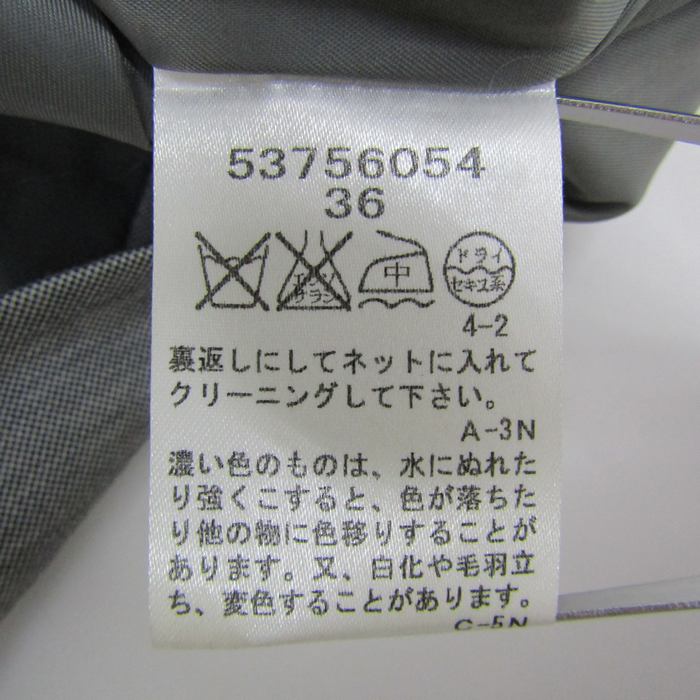 53756054
36
エンソ
サラシ
中
ドライ
セキユ系
4-2
裏返しにしてネットに入れて
クリーニングして下さい。
A-3N
濃い色のものは、水にぬれた
り強くこすると、色が落ちた
り他の物に色移りすることが
あります。又、白化や毛羽立
ち、変色することがあります。
C-5N